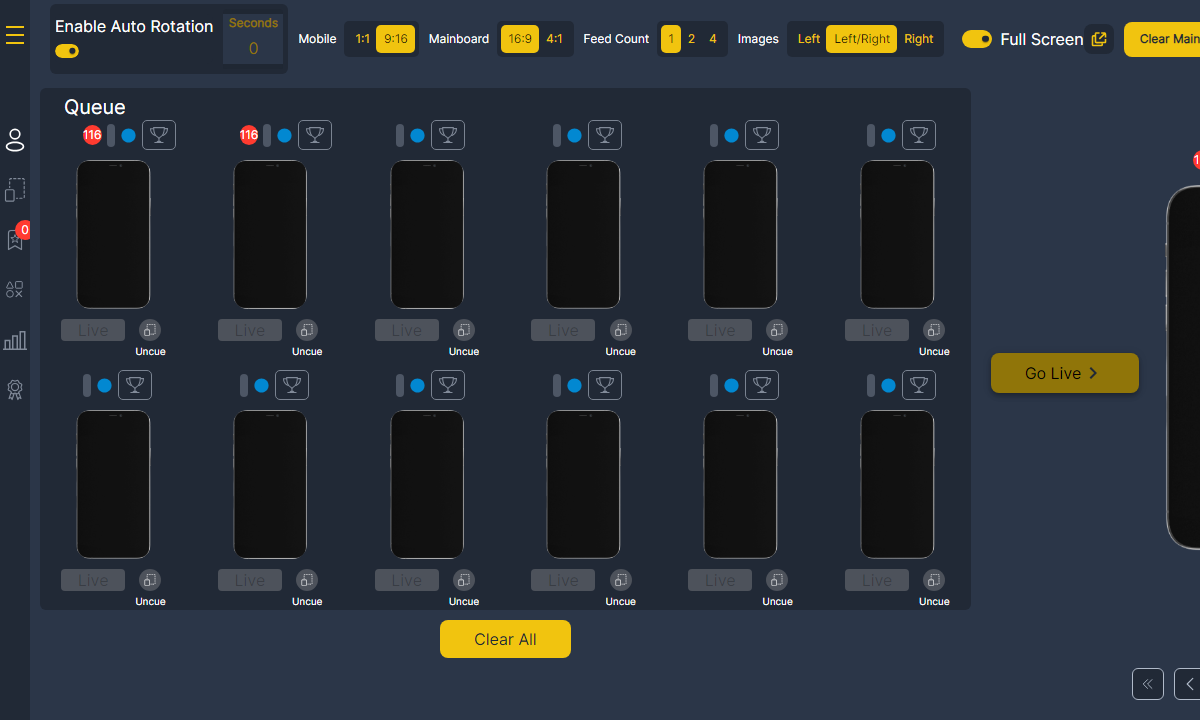 Enable Auto Rotation
Seconds
0
Mobile 1:1 9:16 Mainboard 16:9 4:1 Feed Count 1 2 4 Images Left Left/Right Right Full Screen Clear Main
0
Queue
116 116
Live Live Live Live Live Live
Uncue Uncue Uncue Uncue Uncue Uncue
Go Live
Live Live Live Live Live Live
Uncue Uncue Uncue Uncue Uncue Uncue
Clear All